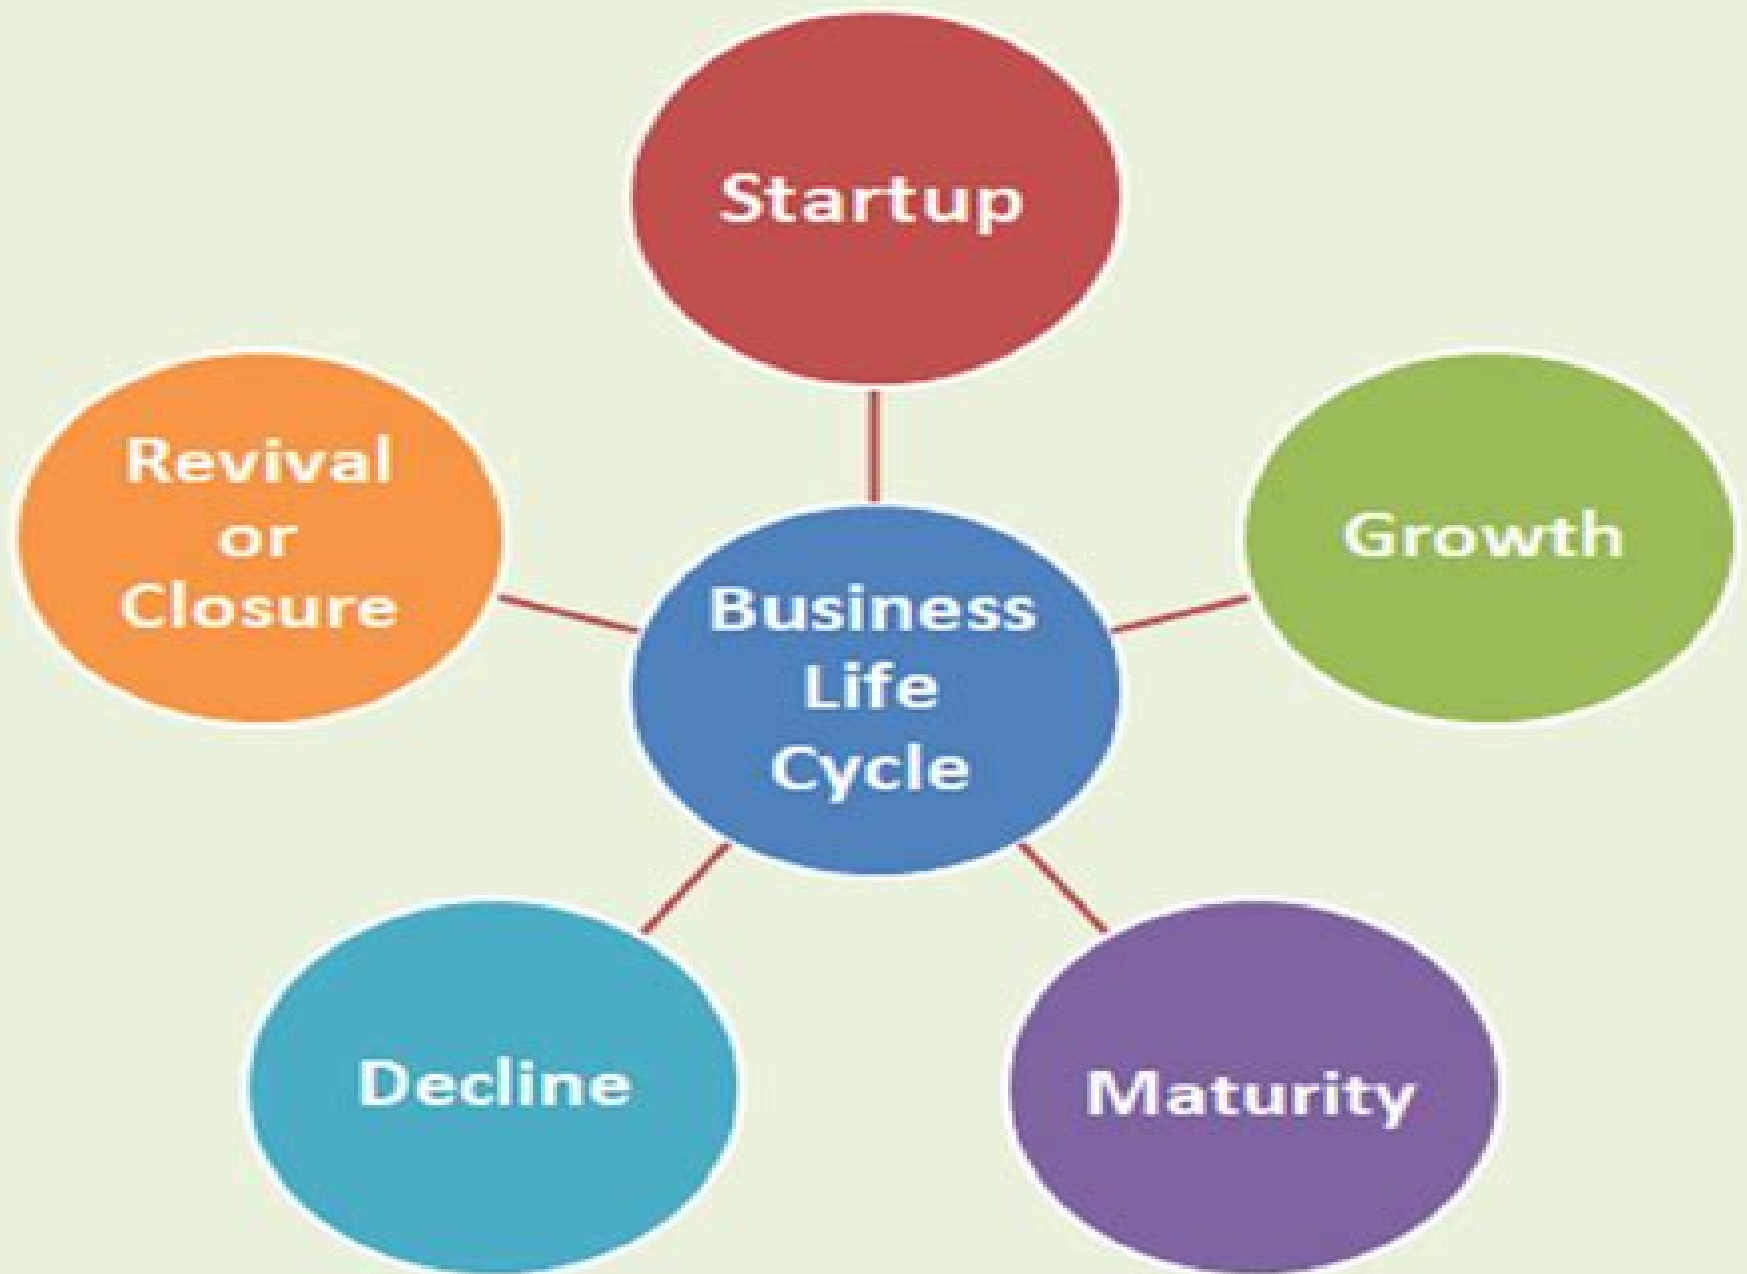 Startup
Growth
Maturity
Decline
Revival
or
Closure
Business
Life
Cycle